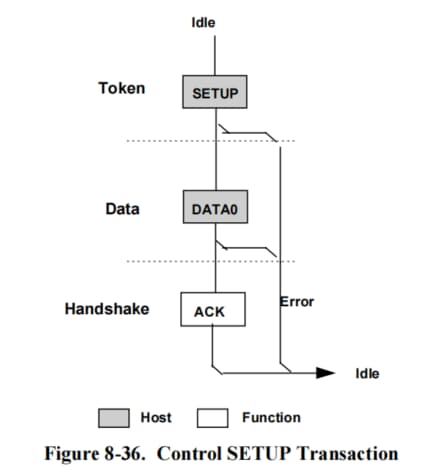 Idle
Token
SETUP
Data
DATA0
Handshake
ACK
Error
Idle
Host
Function
Figure 8-36. Control SETUP Transaction